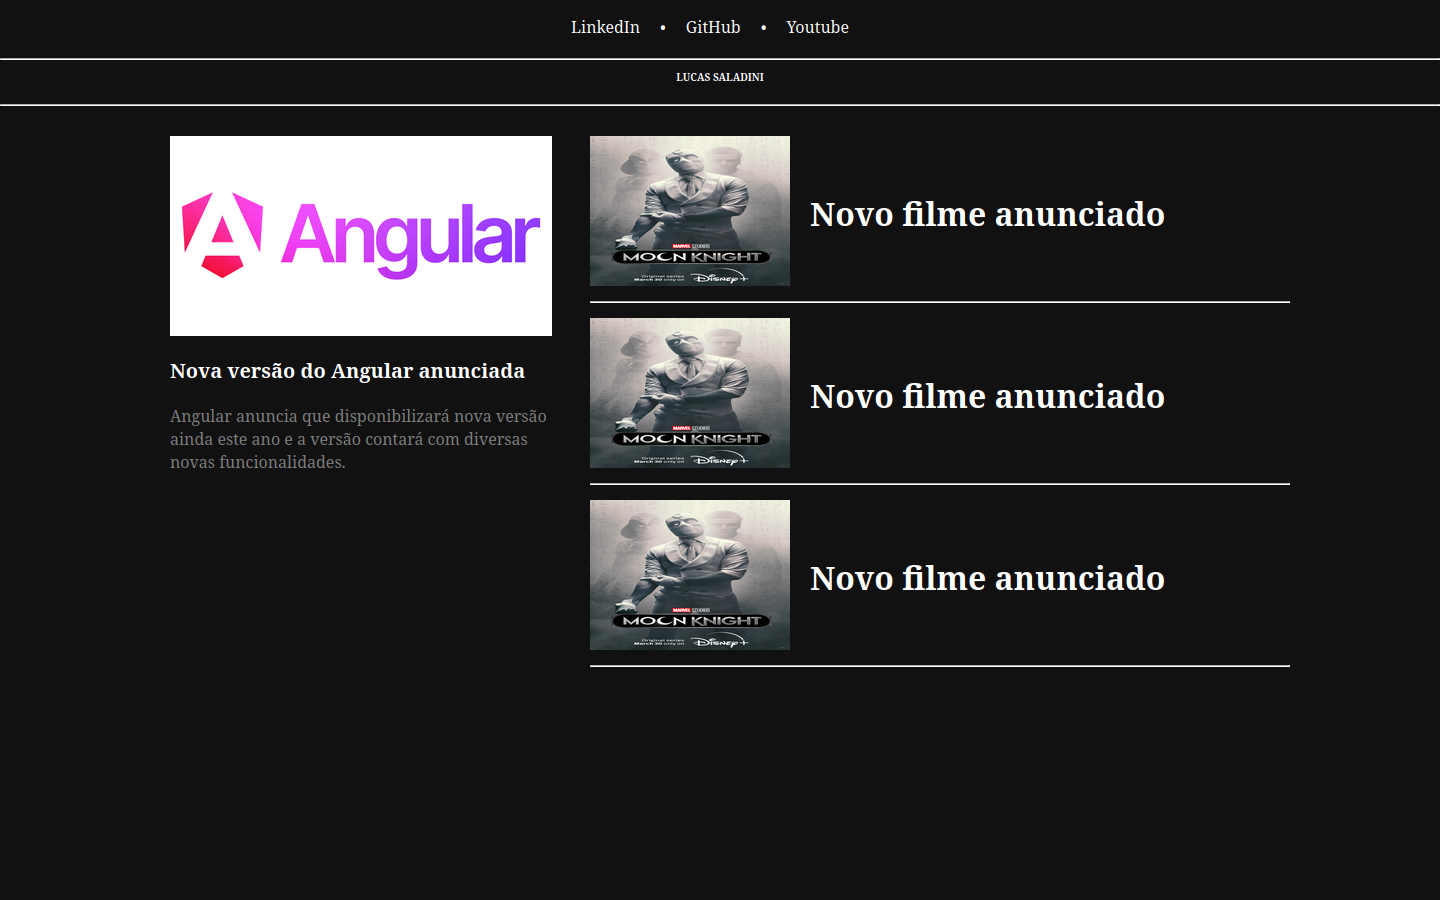 LinkedIn • GitHub • Youtube
LUCAS SALADINI
Angular
Nova versão do Angular anunciada
Angular anuncia que disponibilizará nova versão
ainda este ano e a versão contará com diversas
novas funcionalidades.
MARVEL STUDIOS
MOON KNIGHT
Original series
March 30 only on
Disney+
Novo filme anunciado
MARVEL STUDIOS
MOON KNIGHT
Original series
March 30 only on
Disney+
Novo filme anunciado
MARVEL STUDIOS
MOON KNIGHT
Original series
March 30 only on
Disney+
Novo filme anunciado